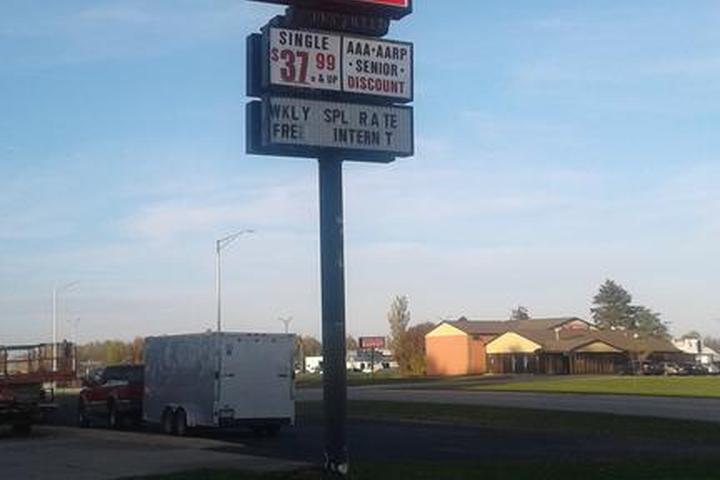 SINGLE
$37.99
& UP
AAA·AARP
·SENIOR·
DISCOUNT
WKLY SPL RATE
FREE INTERN T